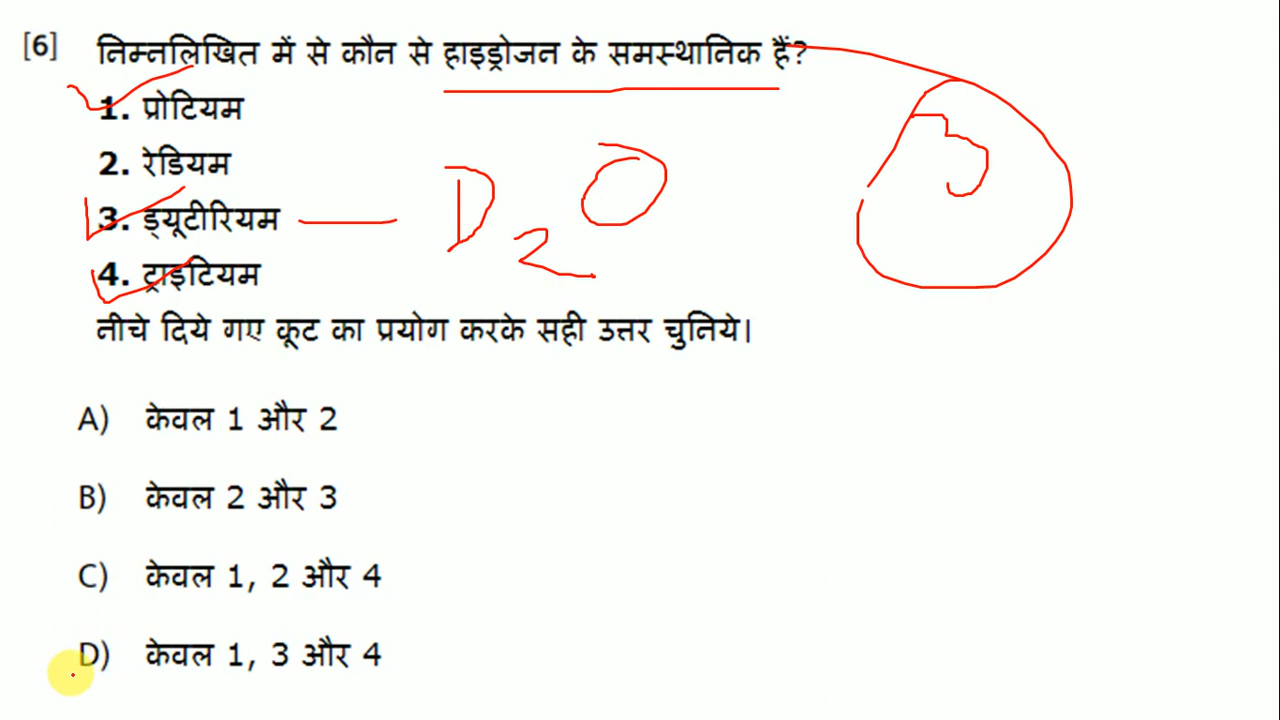 [6] निम्नलिखित में से कौन से हाइड्रोजन के समस्थानिक हैं?
1. प्रोटियम
2. रेडियम
3. ड्यूटीरियम D2O
4. ट्राइटियम
नीचे दिये गए कूट का प्रयोग करके सही उत्तर चुनिये।
A) केवल 1 और 2
B) केवल 2 और 3
C) केवल 1, 2 और 4
D) केवल 1, 3 और 4